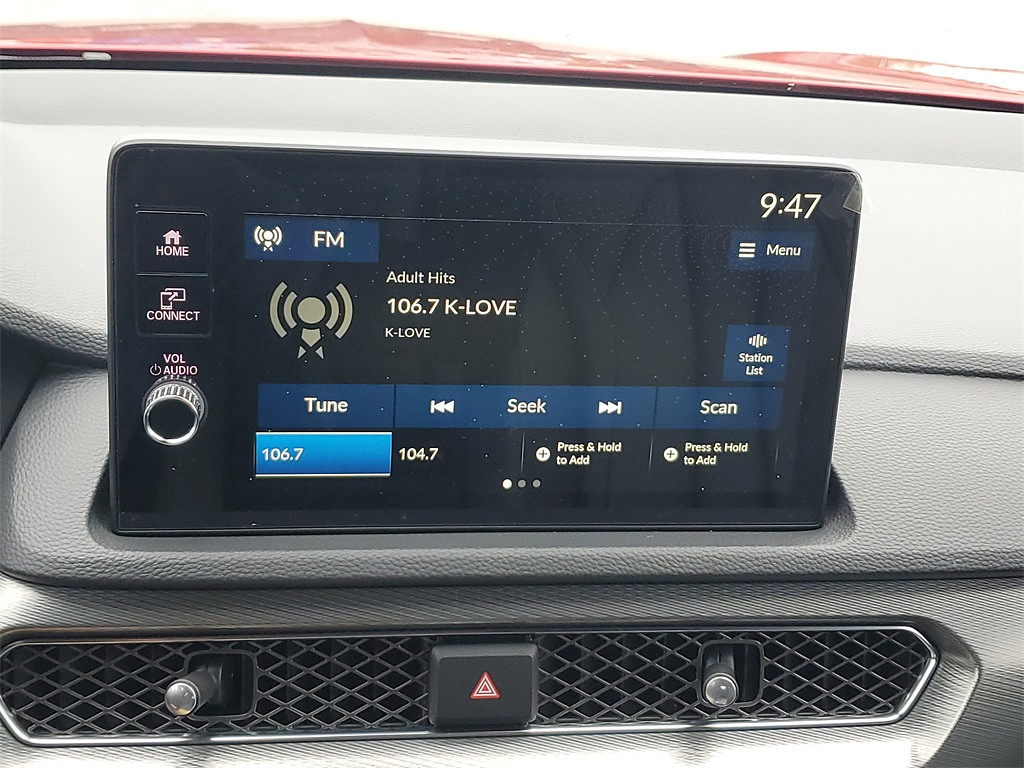 9:47
HOME
FM
Menu
Adult Hits
106.7 K-LOVE
K-LOVE
CONNECT
Station
List
VOL
AUDIO
Tune
Seek
Scan
106.7
104.7
Press & Hold
to Add
Press & Hold
to Add